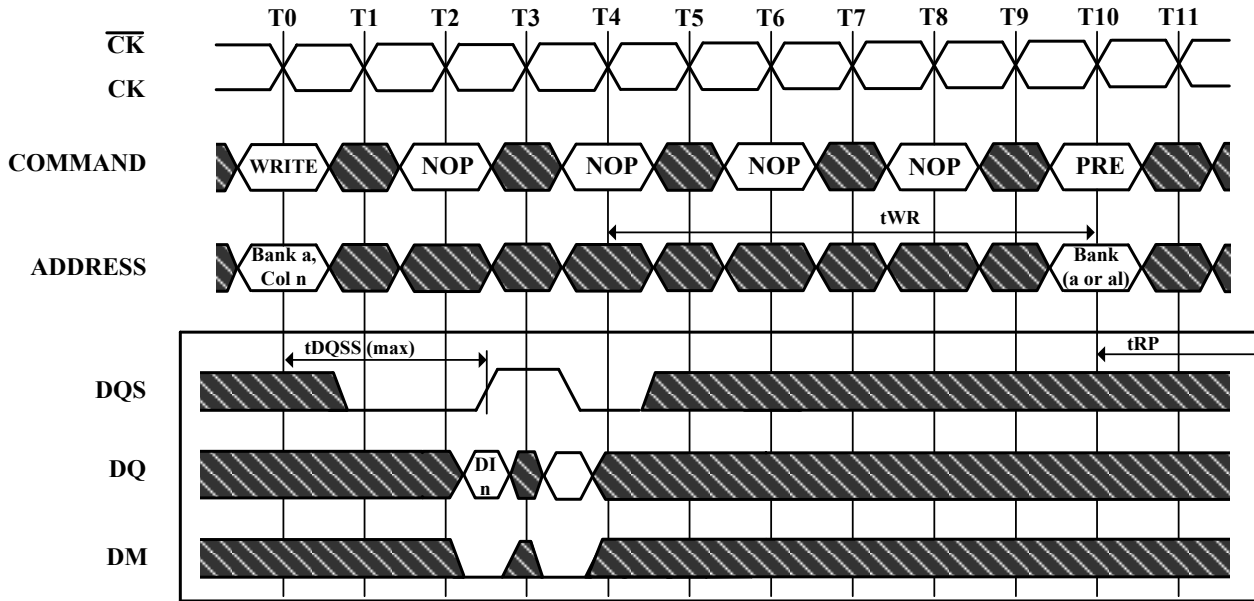 T0 T1 T2 T3 T4 T5 T6 T7 T8 T9 T10 T11
CK
CK
COMMAND WRITE NOP NOP NOP NOP PRE
tWR
ADDRESS Bank a, Col n Bank (a or al)
tDQSS (max) tRP
DQS
DQ DI n
DM